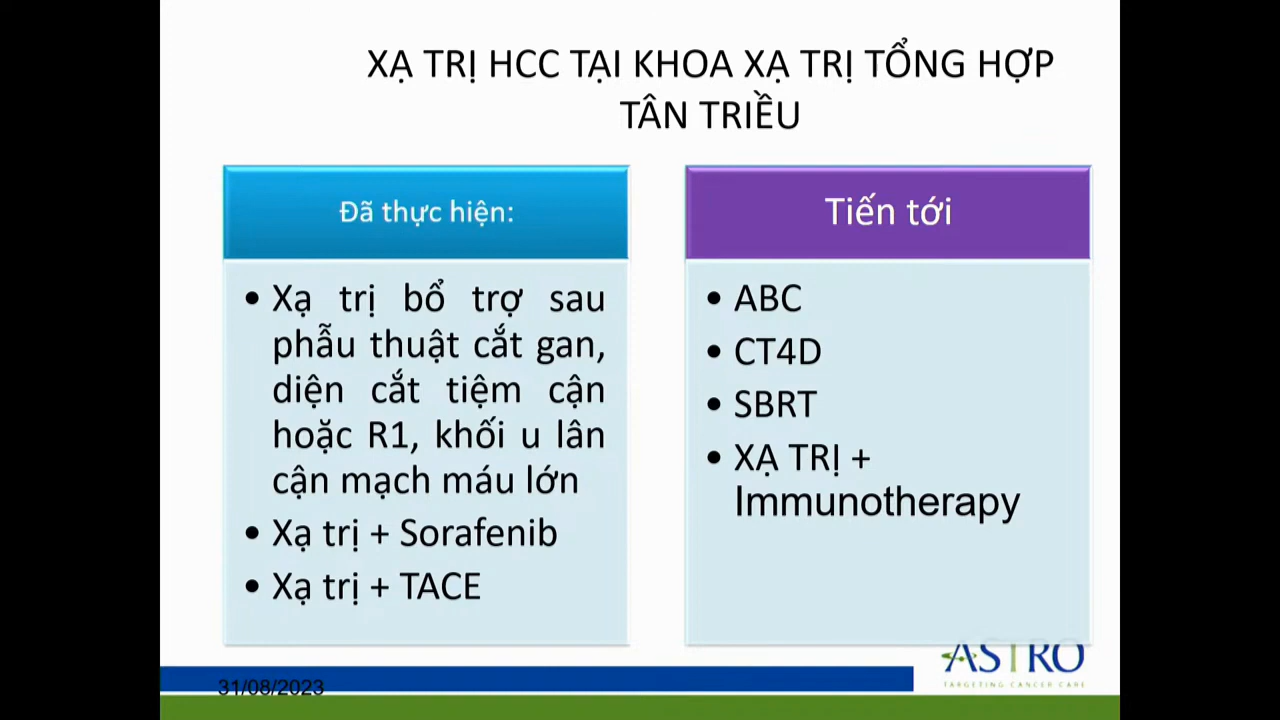 XẠ TRỊ HCC TẠI KHOA XẠ TRỊ TỔNG HỢP
TÂN TRIỀU
Đã thực hiện:
• Xạ trị bổ trợ sau
phẫu thuật cắt gan,
diện cắt tiệm cận
hoặc R1, khối u lân
cận mạch máu lớn
• Xạ trị + Sorafenib
• Xạ trị + TACE
Tiến tới
• ABC
• CT4D
• SBRT
• XẠ TRỊ +
Immunotherapy
31/08/2023
ASTRO
TARGETING CANCER CARE